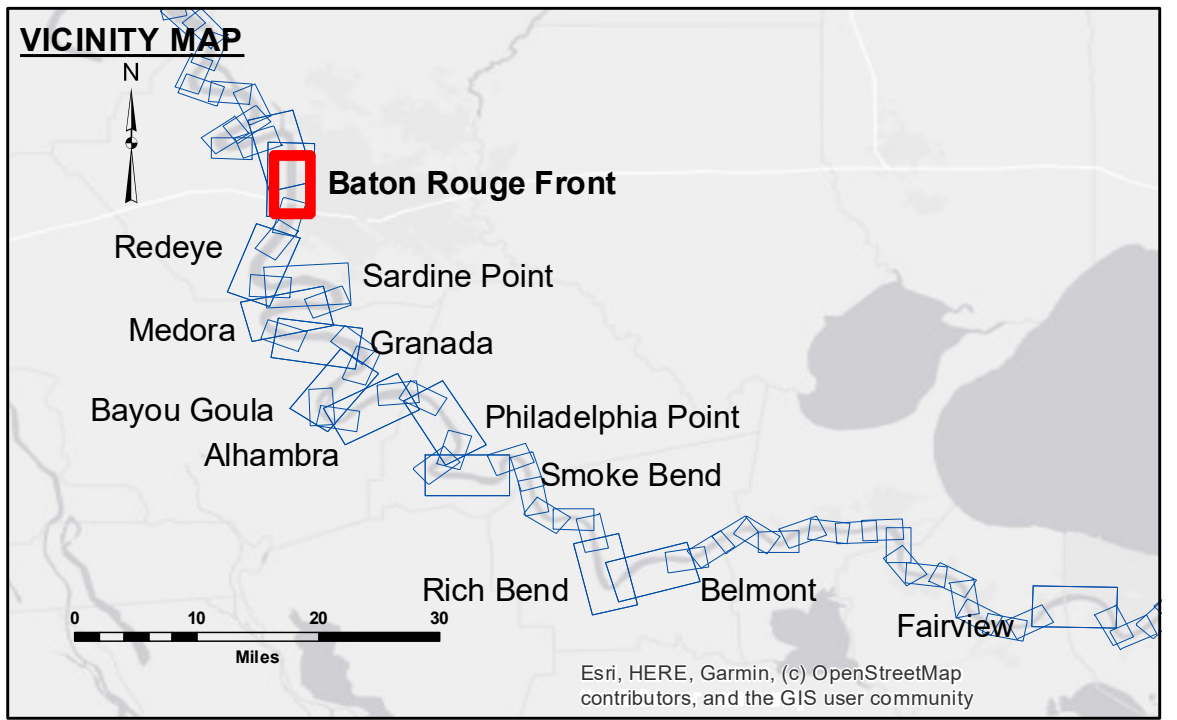 VICINITY MAP
N
Baton Rouge Front
Redeye
Sardine Point
Medora
Granada
Bayou Goula
Philadelphia Point
Alhambra
Smoke Bend
Rich Bend
Belmont
Fairview
0 10 20 30
Miles
Esri, HERE, Garmin, (c) OpenStreetMap
contributors, and the GIS user community